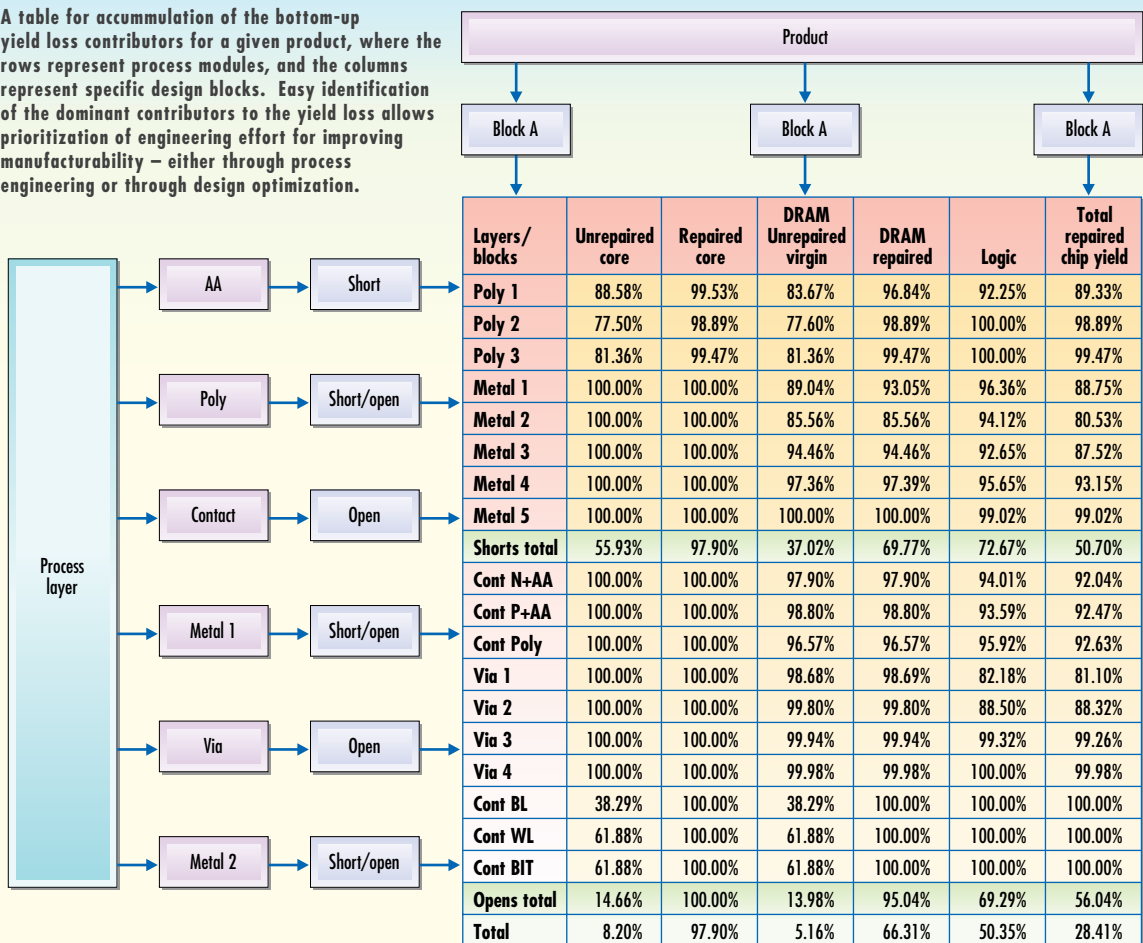 A table for accummulation of the bottom-up
yield loss contributors for a given product, where the
rows represent process modules, and the columns
represent specific design blocks. Easy identification
of the dominant contributors to the yield loss allows
prioritization of engineering effort for improving
manufacturability – either through process
engineering or through design optimization.
Product
Block A Block A Block A
Process
layer
AA Short
Poly Short/open
Contact Open
Metal 1 Short/open
Via Open
Metal 2 Short/open
Layers/
blocks
Unrepaired
core
Repaired
core
DRAM
Unrepaired
virgin
DRAM
repaired
Logic
Total
repaired
chip yield
Poly 1 88.58% 99.53% 83.67% 96.84% 92.25% 89.33%
Poly 2 77.50% 98.89% 77.60% 98.89% 100.00% 98.89%
Poly 3 81.36% 99.47% 81.36% 99.47% 100.00% 99.47%
Metal 1 100.00% 100.00% 89.04% 93.05% 96.36% 88.75%
Metal 2 100.00% 100.00% 85.56% 85.56% 94.12% 80.53%
Metal 3 100.00% 100.00% 94.46% 94.46% 92.65% 87.52%
Metal 4 100.00% 100.00% 97.36% 97.39% 95.65% 93.15%
Metal 5 100.00% 100.00% 100.00% 100.00% 99.02% 99.02%
Shorts total 55.93% 97.90% 37.02% 69.77% 72.67% 50.70%
Cont N+AA 100.00% 100.00% 97.90% 97.90% 94.01% 92.04%
Cont P+AA 100.00% 100.00% 98.80% 98.80% 93.59% 92.47%
Cont Poly 100.00% 100.00% 96.57% 96.57% 95.92% 92.63%
Via 1 100.00% 100.00% 98.68% 98.69% 82.18% 81.10%
Via 2 100.00% 100.00% 99.80% 99.80% 88.50% 88.32%
Via 3 100.00% 100.00% 99.94% 99.94% 99.32% 99.26%
Via 4 100.00% 100.00% 99.98% 99.98% 100.00% 99.98%
Cont BL 38.29% 100.00% 38.29% 100.00% 100.00% 100.00%
Cont WL 61.88% 100.00% 61.88% 100.00% 100.00% 100.00%
Cont BIT 61.88% 100.00% 61.88% 100.00% 100.00% 100.00%
Opens total 14.66% 100.00% 13.98% 95.04% 69.29% 56.04%
Total 8.20% 97.90% 5.16% 66.31% 50.35% 28.41%